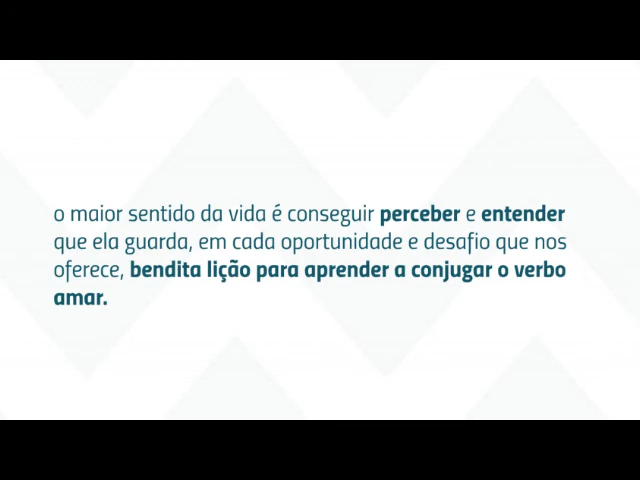 o maior sentido da vida é conseguir perceber e entender
que ela guarda, em cada oportunidade e desafio que nos
oferece, bendita lição para aprender a conjugar o verbo
amar.